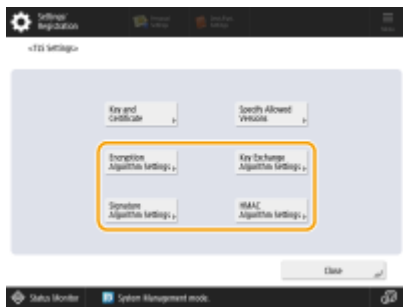 Settings/
Registration
<TLS Settings>
Key and
Certificate
Specify Allowed
Versions
Encryption
Algorithm Settings
Key Exchange
Algorithm Settings
Signature
Algorithm Settings
HMAC
Algorithm Settings
Close
Status Monitor
System Management mode.